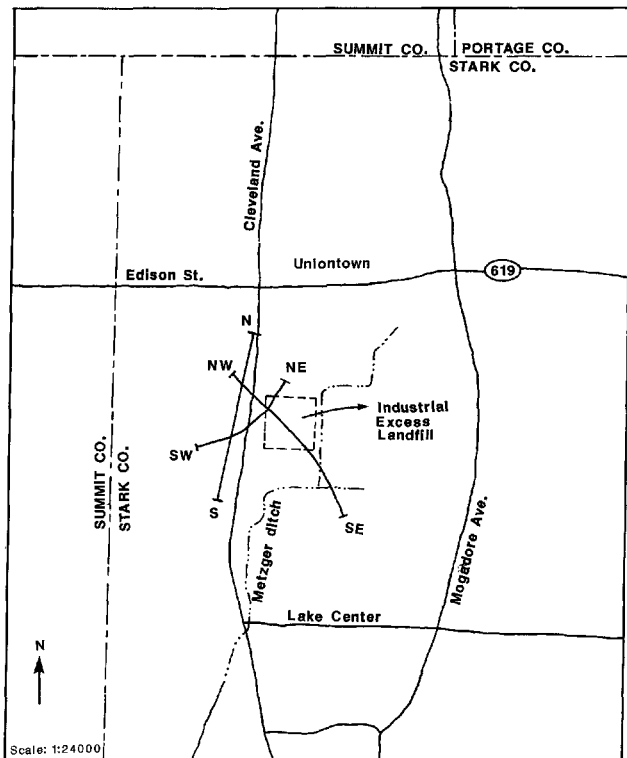 SUMMIT CO. PORTAGE CO.
STARK CO.
Cleveland Ave.
Uniontown
619
Edison St.
N
NW
NE
Industrial
Excess
Landfill
SW
SUMMIT CO.
STARK CO.
S
SE
Metzger ditch
Mogadore Ave.
Lake Center
N
Scale: 1:24000